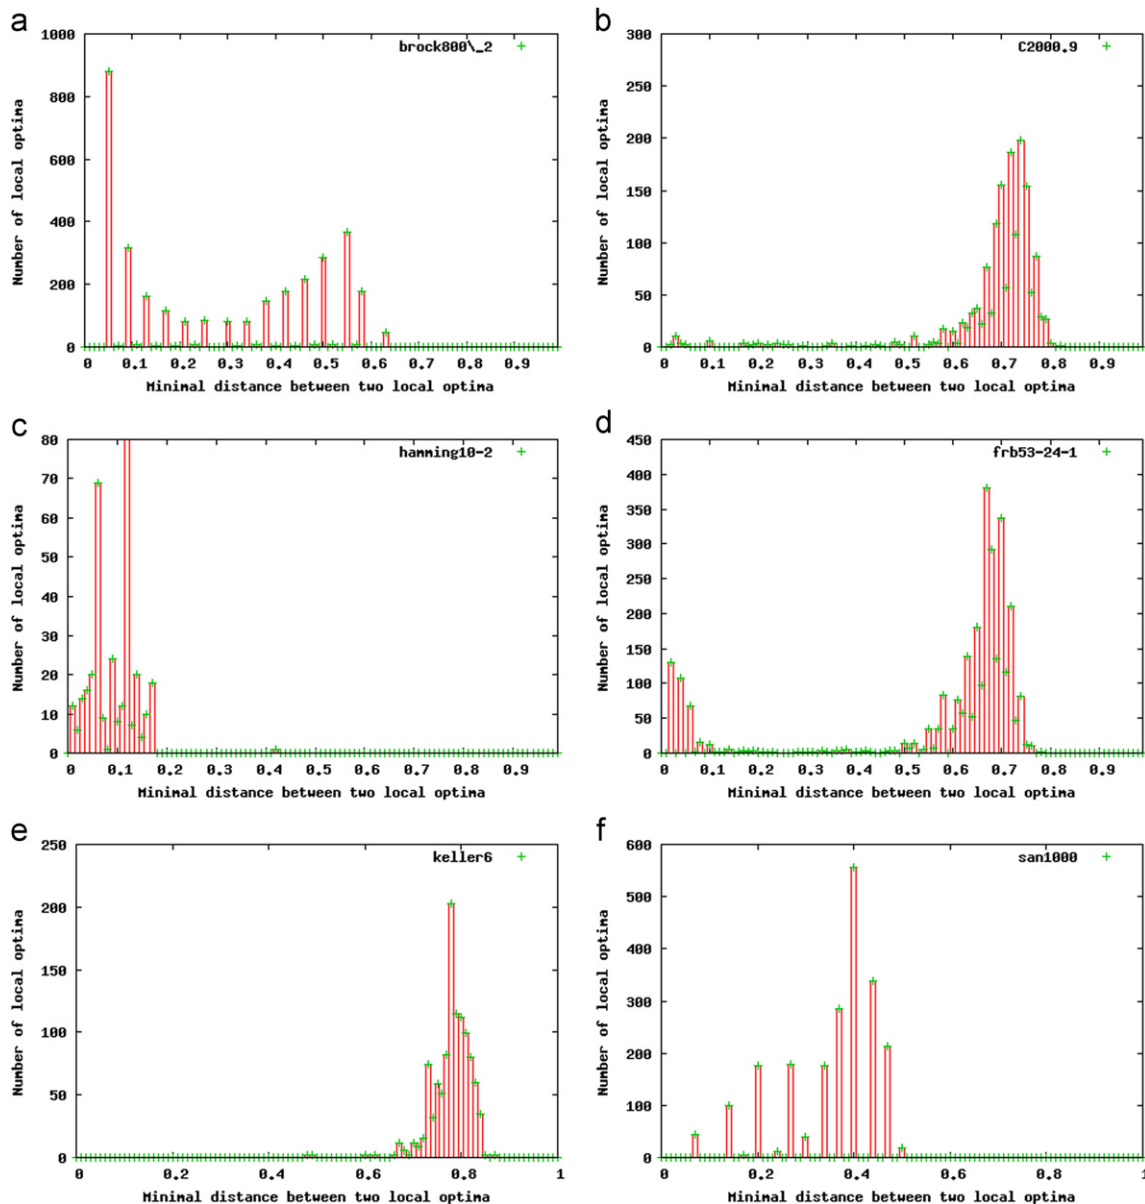 a
brock800\_2
Number of local optima
1000
800
600
400
200
0
0 0.1 0.2 0.3 0.4 0.5 0.6 0.7 0.8 0.9
Minimal distance between two local optima
b
C2000.9
Number of local optima
300
250
200
150
100
50
0
0 0.1 0.2 0.3 0.4 0.5 0.6 0.7 0.8 0.9
Minimal distance between two local optima
c
hamming10-2
Number of local optima
80
70
60
50
40
30
20
10
0
0 0.1 0.2 0.3 0.4 0.5 0.6 0.7 0.8 0.9
Minimal distance between two local optima
d
frb53-24-1
Number of local optima
450
400
350
300
250
200
150
100
50
0
0 0.1 0.2 0.3 0.4 0.5 0.6 0.7 0.8 0.9
Minimal distance between two local optima
e
keller6
Number of local optima
250
200
150
100
50
0
0 0.2 0.4 0.6 0.8 1
Minimal distance between two local optima
f
san1000
Number of local optima
600
500
400
300
200
100
0
0 0.2 0.4 0.6 0.8 1
Minimal distance between two local optima